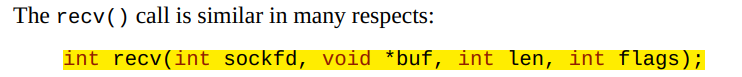 The recv() call is similar in many respects:
int recv(int sockfd, void *buf, int len, int flags);